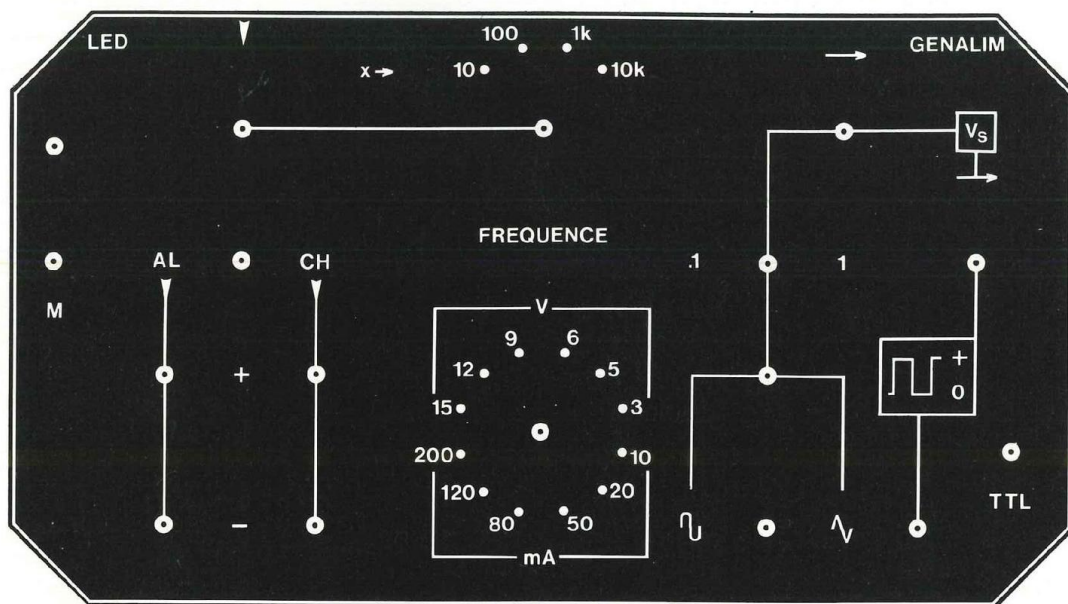 LED
GENALIM
100 1k
x → 10 10k
Vs
FREQUENCE
AL CH .1 1
M
V
9 6
12 5
+ +
0
15 3
200 10
120 20
80 50
TTL
-
mA